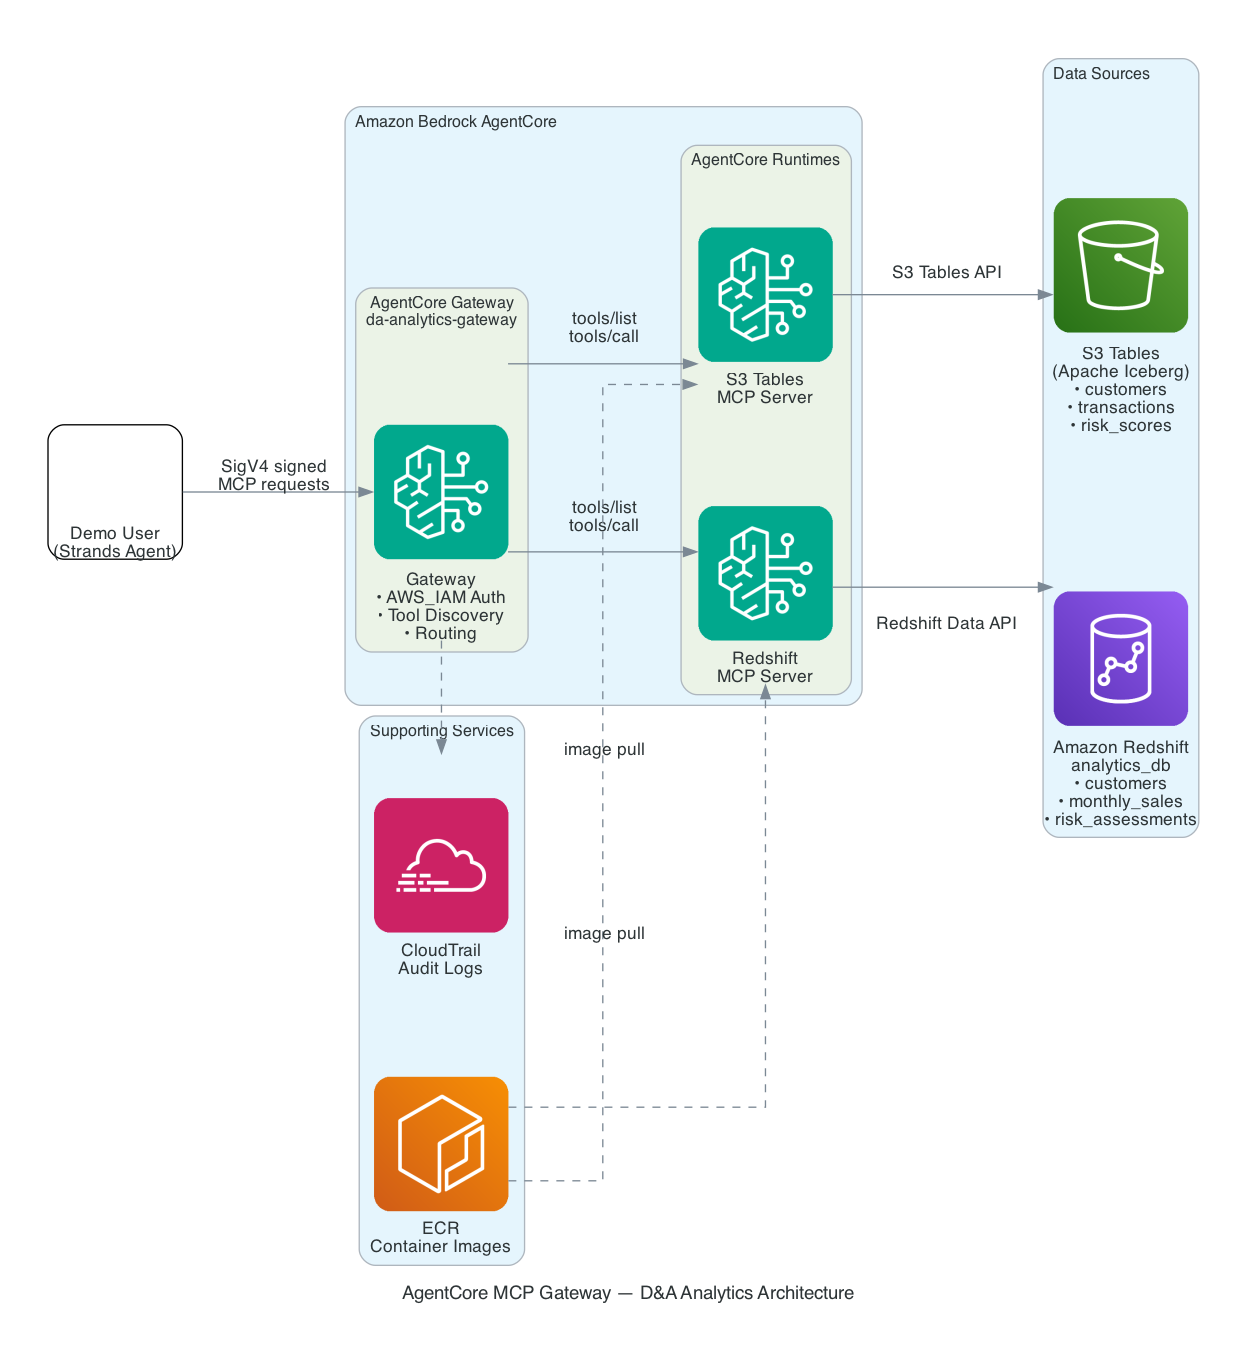 Data Sources
Amazon Bedrock AgentCore
AgentCore Runtimes
AgentCore Gateway
da-analytics-gateway
S3 Tables API
tools/list
tools/call
S3 Tables
MCP Server
S3 Tables
(Apache Iceberg)
• customers
• transactions
• risk_scores
SigV4 signed
MCP requests
Demo User
(Strands Agent)
tools/list
tools/call
Gateway
• AWS_IAM Auth
• Tool Discovery
• Routing
Redshift Data API
Redshift
MCP Server
Supporting Services
image pull
Amazon Redshift
analytics_db
• customers
• monthly_sales
• risk_assessments
image pull
CloudTrail
Audit Logs
ECR
Container Images
AgentCore MCP Gateway — D&A Analytics Architecture